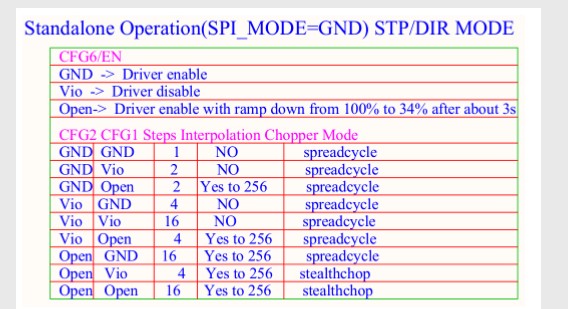 Standalone Operation(SPI_MODE=GND) STP/DIR MODE
CFG6/EN
GND -> Driver enable
Vio -> Driver disable
Open-> Driver enable with ramp down from 100% to 34% after about 3s
CFG2 CFG1 Steps Interpolation Chopper Mode
GND GND 1 NO spreadcycle
GND Vio 2 NO spreadcycle
GND Open 2 Yes to 256 spreadcycle
Vio GND 4 NO spreadcycle
Vio Vio 16 NO spreadcycle
Vio Open 4 Yes to 256 spreadcycle
Open GND 16 Yes to 256 spreadcycle
Open Vio 4 Yes to 256 stealthchop
Open Open 16 Yes to 256 stealthchop